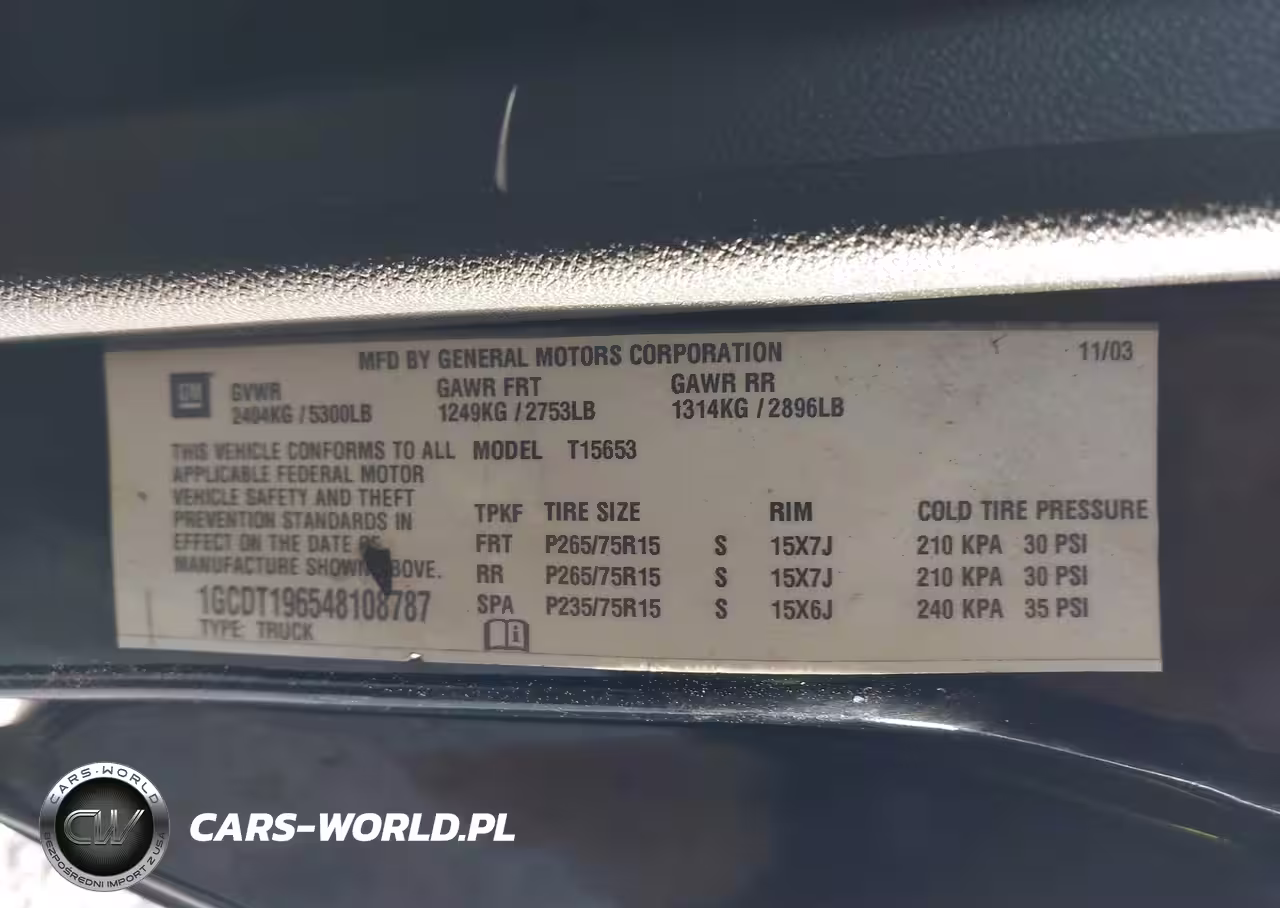 MFD BY GENERAL MOTORS CORPORATION 11/03
GM
GVWR GAWR FRT GAWR RR
2404KG / 5300LB 1249KG / 2753LB 1314KG / 2896LB
THIS VEHICLE CONFORMS TO ALL
APPLICABLE FEDERAL MOTOR
VEHICLE SAFETY AND THEFT
PREVENTION STANDARDS IN
EFFECT ON THE DATE OF
MANUFACTURE SHOWN ABOVE.
1GCDT196548108787
TYPE: TRUCK
MODEL T15653
TPKF TIRE SIZE RIM COLD TIRE PRESSURE
FRT P265/75R15 S 15X7J 210 KPA 30 PSI
RR P265/75R15 S 15X7J 210 KPA 30 PSI
SPA P235/75R15 S 15X6J 240 KPA 35 PSI
CARS-WORLD
CW
BEZPOŚREDNI IMPORT Z USA
CARS-WORLD.PL